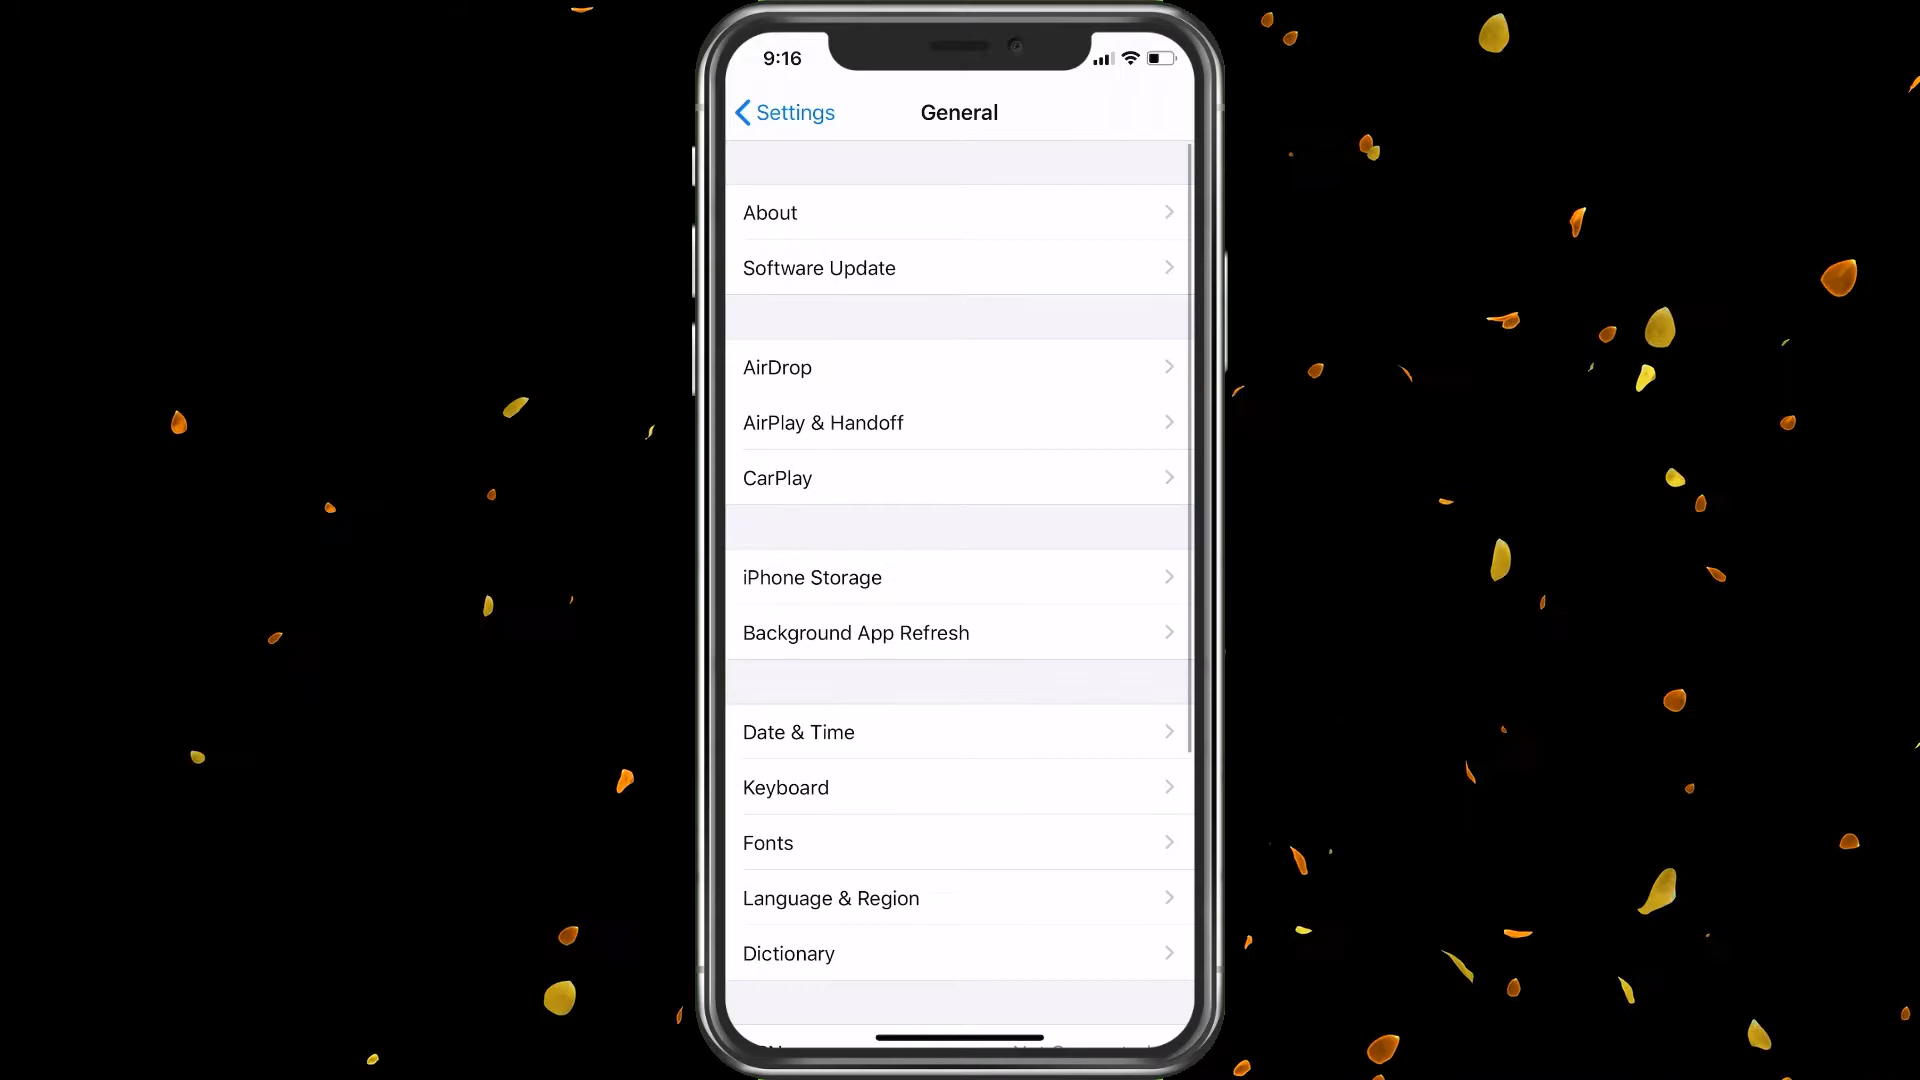 9:16
Settings
General
About
Software Update
AirDrop
AirPlay & Handoff
CarPlay
iPhone Storage
Background App Refresh
Date & Time
Keyboard
Fonts
Language & Region
Dictionary